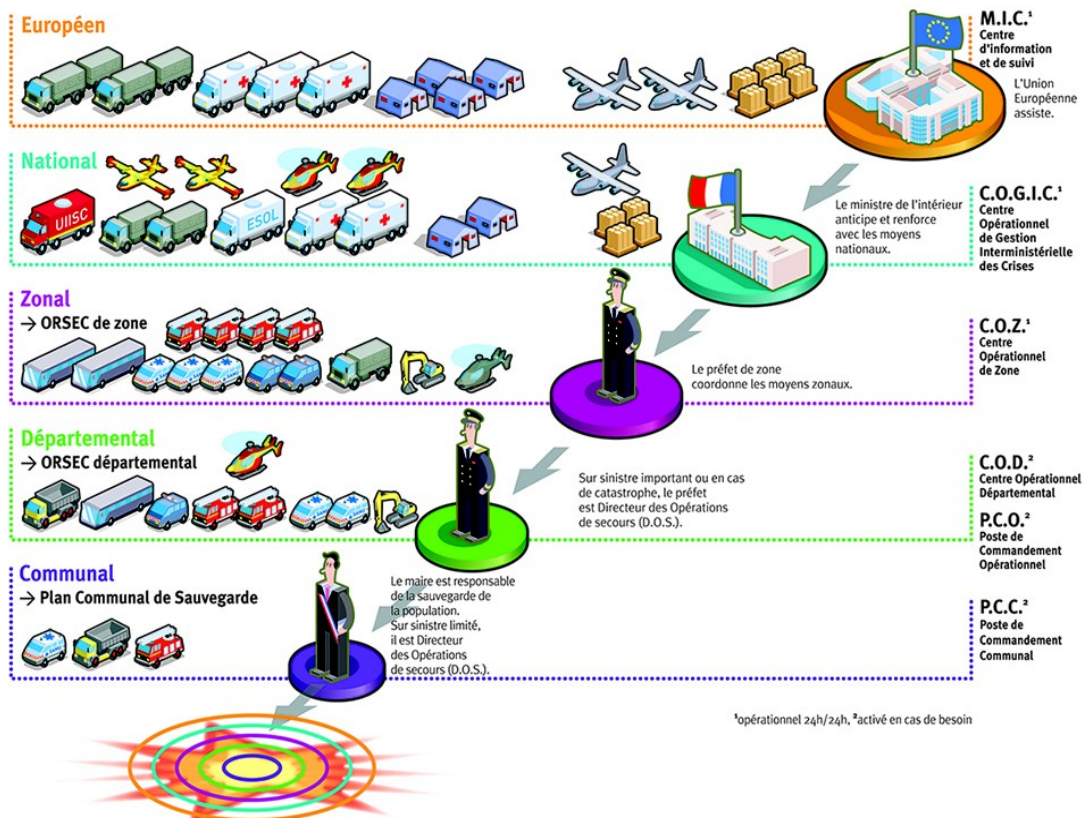 Européen
M.I.C.¹
Centre
d'information
et de suivi
L'Union
Européenne
assiste.
National
UIISC
ESOL
Le ministre de l'intérieur
anticipe et renforce
avec les moyens
nationaux.
C.O.G.I.C.¹
Centre
Opérationnel
de Gestion
Interministérielle
des Crises
Zonal
→ ORSEC de zone
Le préfet de zone
coordonne les moyens zonaux.
C.O.Z.¹
Centre
Opérationnel
de Zone
Départemental
→ ORSEC départemental
Sur sinistre important ou en cas
de catastrophe, le préfet
est Directeur des Opérations
de secours (D.O.S.).
C.O.D.²
Centre Opérationnel
Départemental
P.C.O.²
Poste de
Commandement
Opérationnel
Communal
→ Plan Communal de Sauvegarde
Le maire est responsable
de la sauvegarde de
la population.
Sur sinistre limité,
il est Directeur
des Opérations
de secours (D.O.S.).
P.C.C.²
Poste de
Commandement
Communal
¹opérationnel 24h/24h, ²activé en cas de besoin